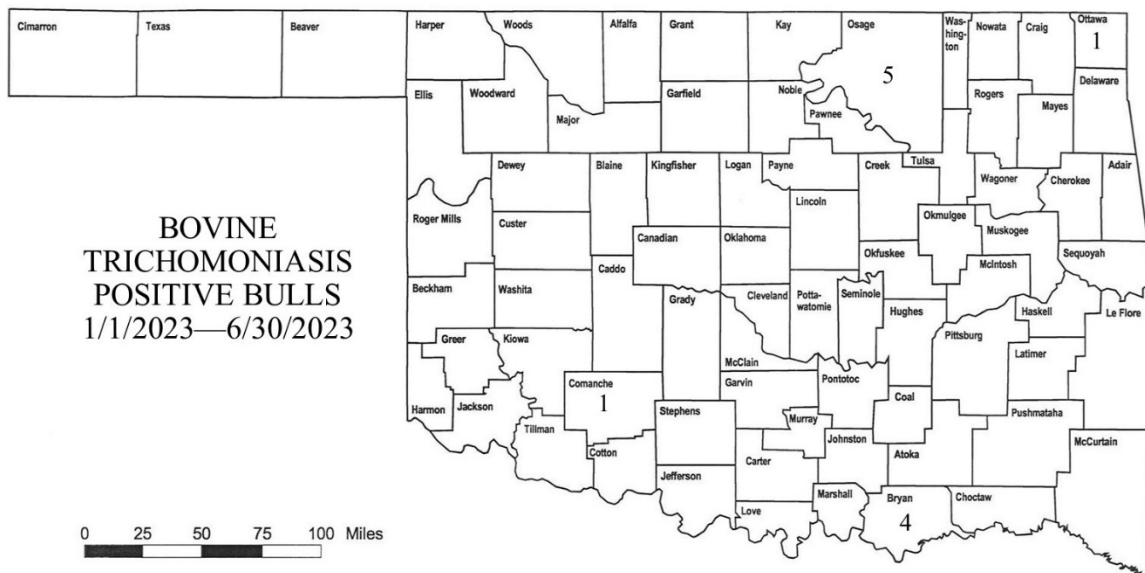 Cimarron
Texas
Beaver
Harper
Woods
Alfalfa
Grant
Kay
Osage
5
Wash-
hing-
ton
Nowata
Craig
Ottawa
1
Ellis
Woodward
Major
Garfield
Noble
Pawnee
Rogers
Mayes
Delaware
Dewey
Blaine
Kingfisher
Logan
Payne
Creek
Tulsa
Wagoner
Cherokee
Adair
Lincoln
Roger Mills
Custer
Canadian
Oklahoma
Okfuskee
Okmulgee
Muskogee
McIntosh
Sequoyah
BOVINE
TRICHOMONIASIS
POSITIVE BULLS
1/1/2023—6/30/2023
Beckham
Washita
Caddo
Grady
Cleveland
Potta-
watomie
Seminole
Hughes
Pittsburg
Haskell
Le Flore
Greer
Kiowa
McClain
Latimer
Harmon
Jackson
Comanche
1
Garvin
Pontotoc
Coal
Pushmataha
Tillman
Stephens
Murray
Johnston
Atoka
McCurtain
Cotton
Carter
Jefferson
Love
Marshall
Bryan
4
Choctaw
0 25 50 75 100 Miles